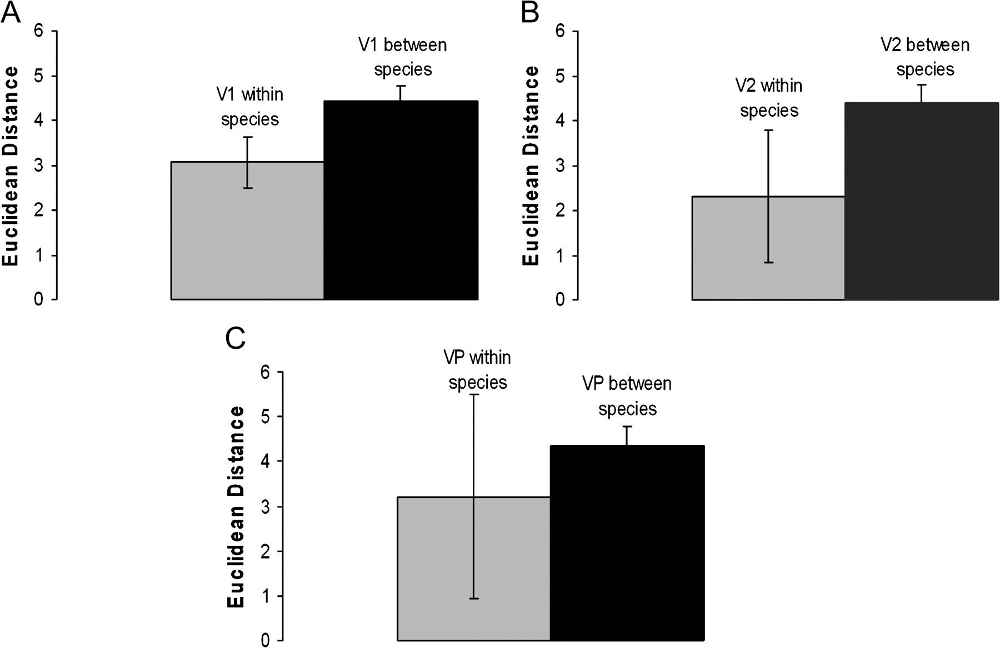 A
6
5
4
3
2
1
0
Euclidean Distance
V1 within
species
V1 between
species
B
6
5
4
3
2
1
0
Euclidean Distance
V2 within
species
V2 between
species
C
6
5
4
3
2
1
0
Euclidean Distance
VP within
species
VP between
species